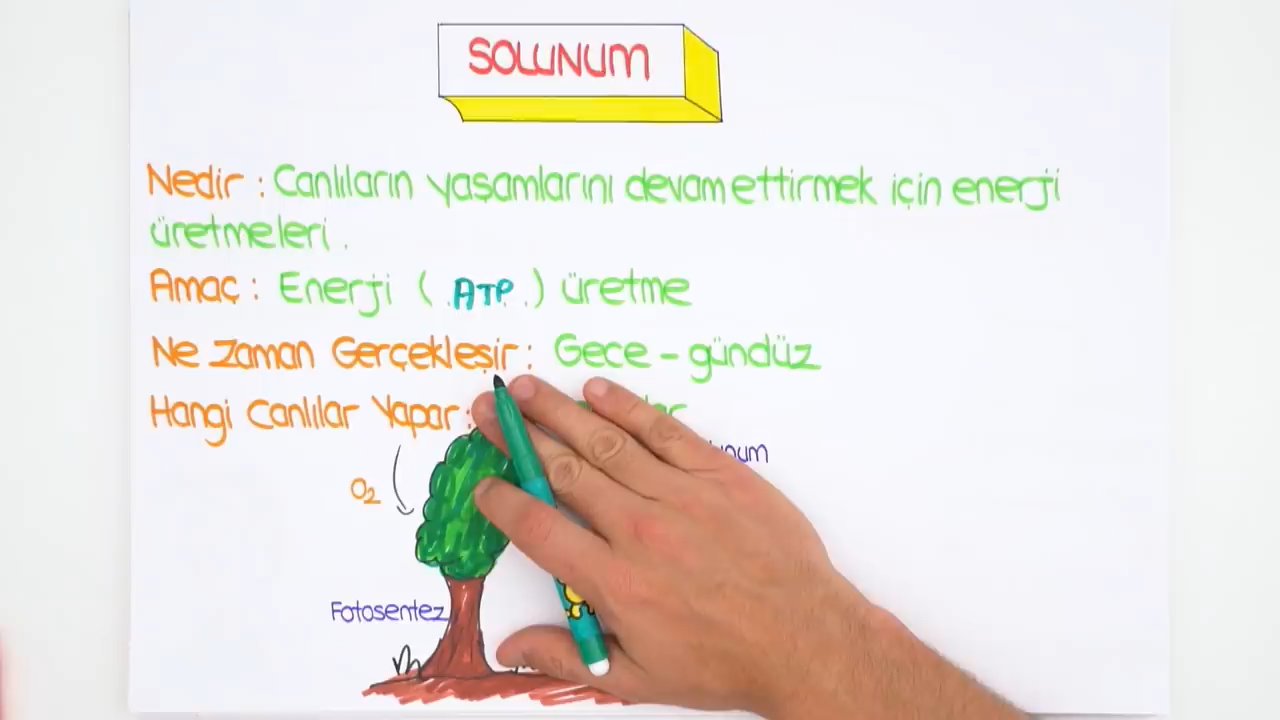 SOLUNUM
Nedir : Canlıların yaşamlarını devam ettirmek için enerji
üretmeleri .
Amaç : Enerji ( . ATP . ) üretme
Ne Zaman Gerçekleşir : Gece - gündüz
Hangi Canlılar Yapar :
O2
Fotosentez